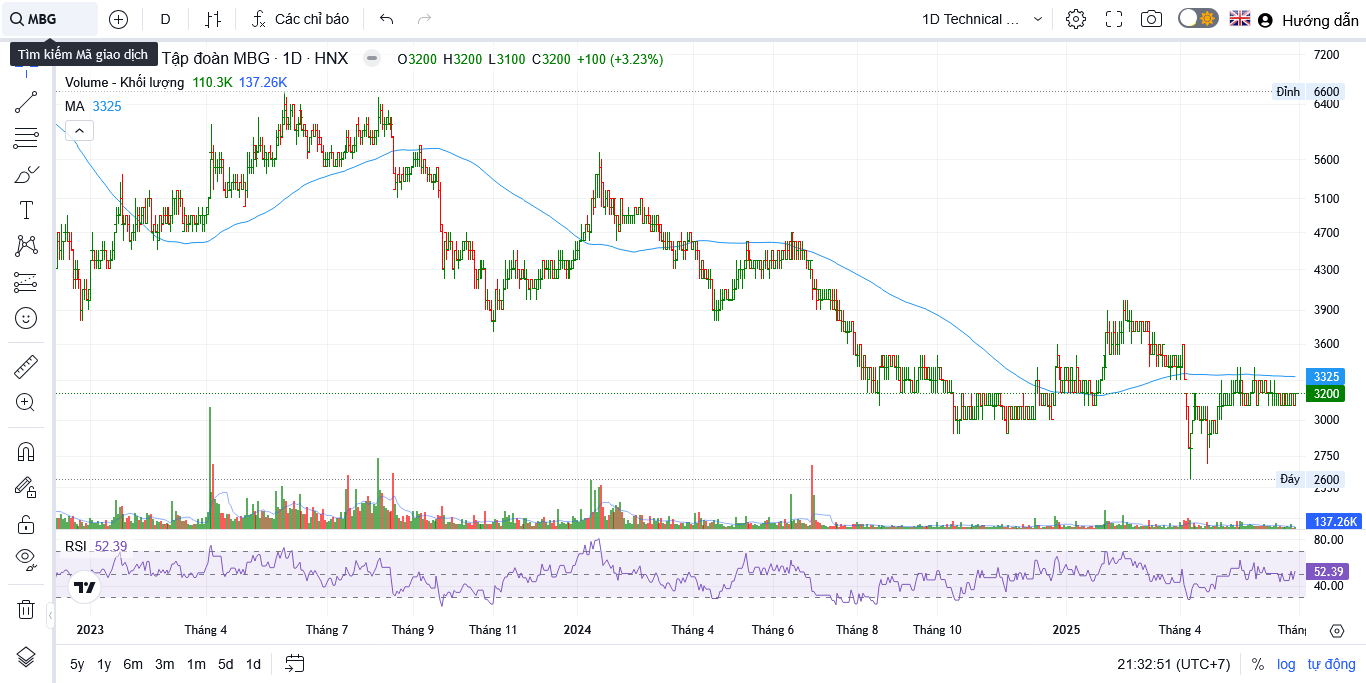 MBG
D
Các chỉ báo
1D Technical ...
Hướng dẫn
Tìm kiếm Mã giao dịch
Tập đoàn MBG · 1D · HNX
O3200 H3200 L3100 C3200 +100 (+3.23%)
Volume - Khối lượng 110.3K 137.26K
MA 3325
7200
Đỉnh 6600
6400
5600
5100
4700
4300
3900
3600
3325
3200
3000
2750
Đáy 2600
2550
137.26K
RSI 52.39
80.00
52.39
40.00
2023 Tháng 4 Tháng 7 Tháng 9 Tháng 11 2024 Tháng 4 Tháng 6 Tháng 8 Tháng 10 2025 Tháng 4
5y 1y 6m 3m 1m 5d 1d
21:32:51 (UTC+7) % log tự động